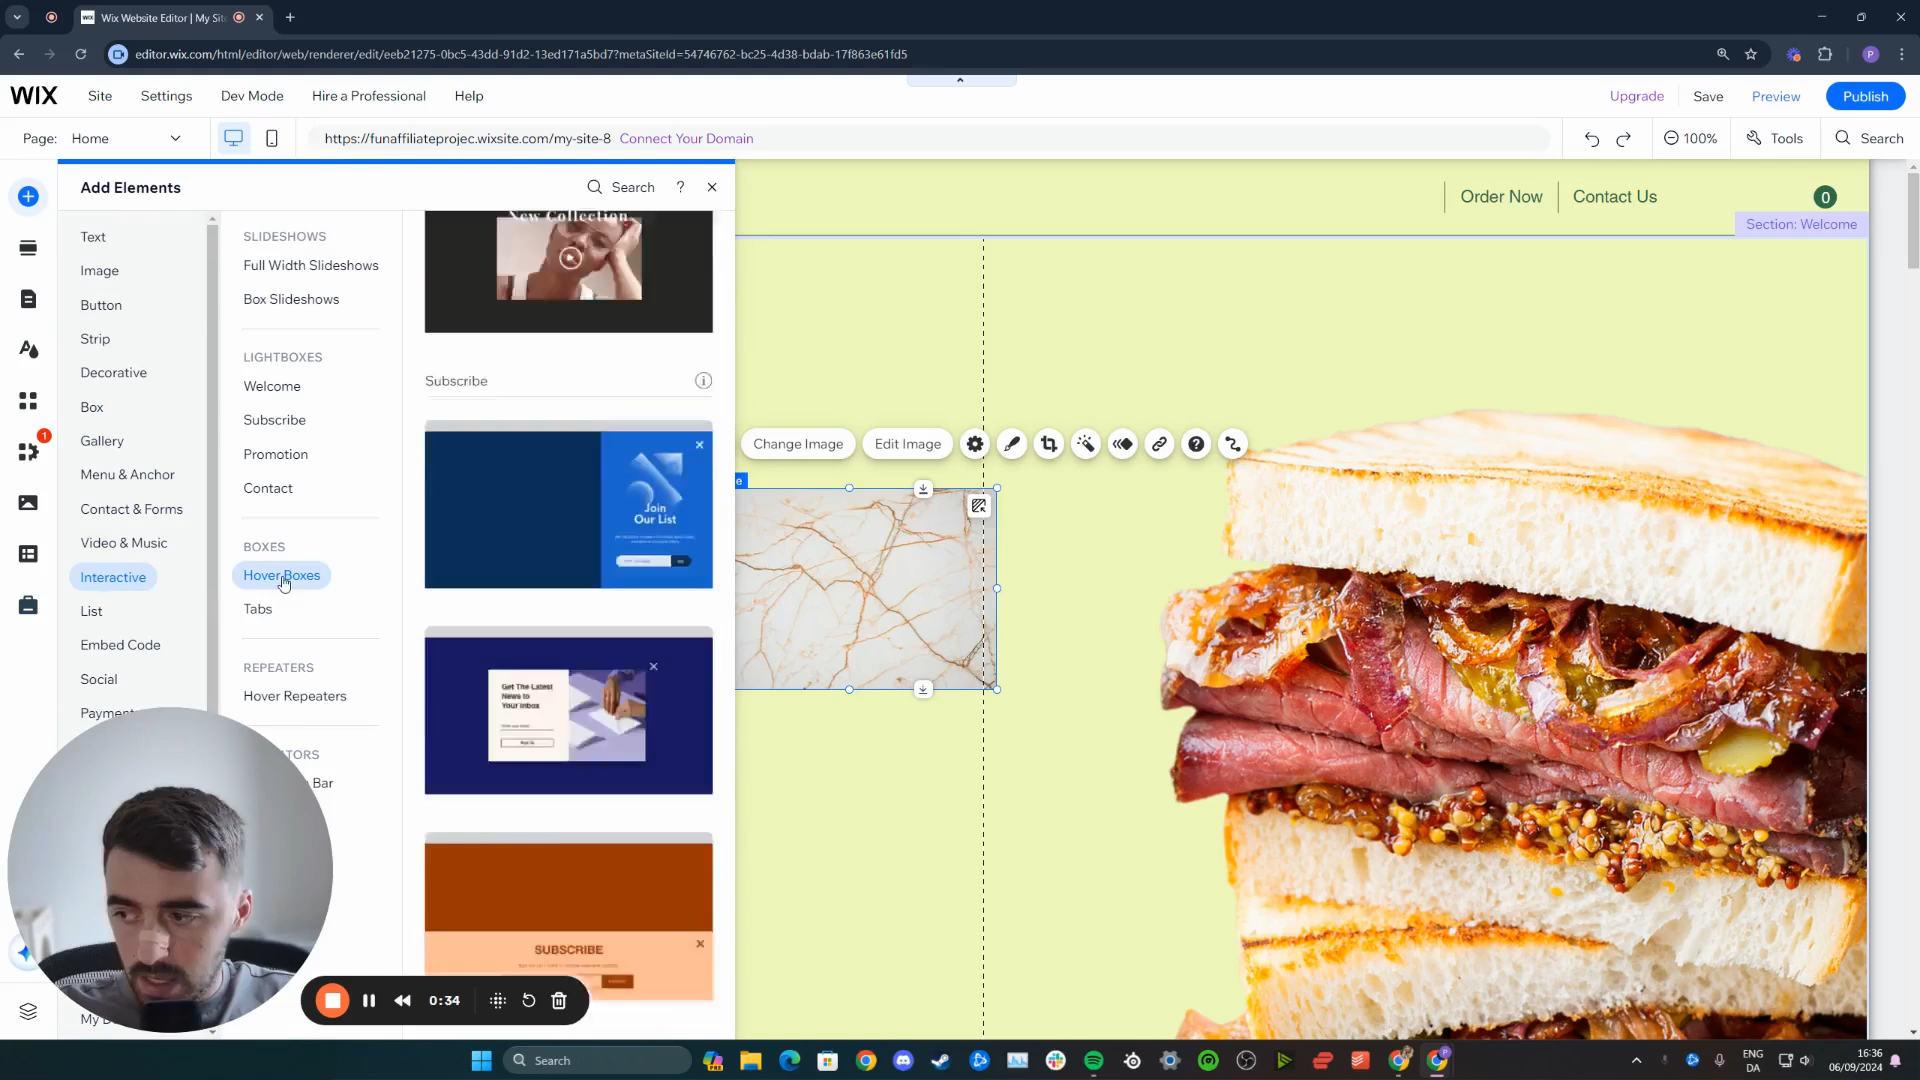 Wix Website Editor | My Sit
editor.wix.com/html/editor/web/renderer/edit/eeb21275-0bc5-43dd-91d2-13ed171a5bd7?metaSiteId=54746762-bc25-4d38-bdab-17f863e61fd5
WIX Site Settings Dev Mode Hire a Professional Help Upgrade Save Preview Publish
Page: Home https://funaffiliateprojec.wixsite.com/my-site-8 Connect Your Domain 100% Tools Search
Add Elements Search ?
Order Now Contact Us 0
Section: Welcome
Text
Image
Button
Strip
Decorative
Box
Gallery
Menu & Anchor
Contact & Forms
Video & Music
Interactive
List
Embed Code
Social
Payment
My D
1
SLIDESHOWS
Full Width Slideshows
Box Slideshows
LIGHTBOXES
Welcome
Subscribe
Promotion
Contact
BOXES
Hover Boxes
Tabs
REPEATERS
Hover Repeaters
ATORS
Bar
New Collection
Subscribe
Join
Our List
Get The Latest
News to
Your Inbox
SUBSCRIBE
Change Image Edit Image
e
0:34
Search
ENG
DA
16:36
06/09/2024